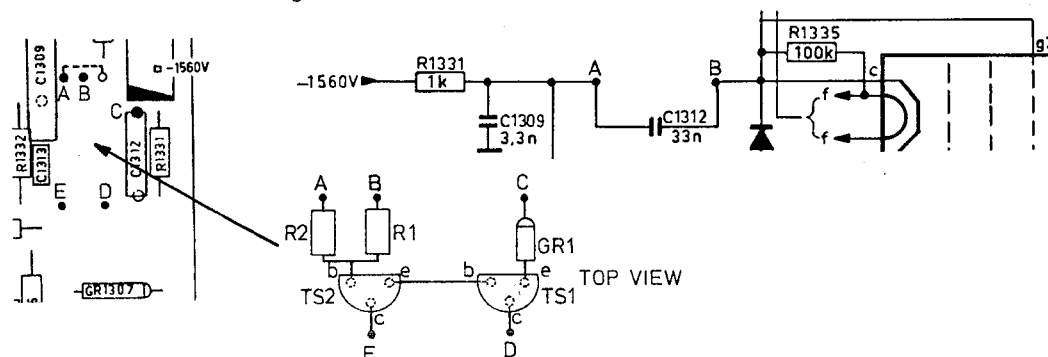 C1309
A
B
-1560V
C
R1332
C1313
C1312
R1331
E
D
GR1307
-1560V
R1331
1k
A
C1309
3,3n
C1312
33n
B
R1335
100k
c
f
f
A
B
C
R2
R1
GR1
b
e
b
e
TOP VIEW
TS2
TS1
c
c
D